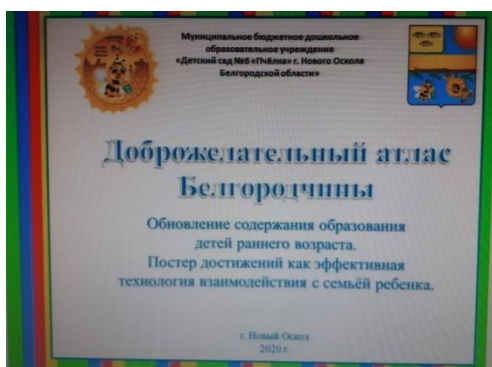 Муниципальное бюджетное дошкольное
образовательное учреждение
«Детский сад №6 «Пчёлка» г. Нового Оскола
Белгородской области»
Доброжелательный атлас
Белгородчины
Обновление содержания образования
детей раннего возраста.
Постер достижений как эффективная
технология взаимодействия с семьёй ребенка.
г. Новый Оскол
2020 г.